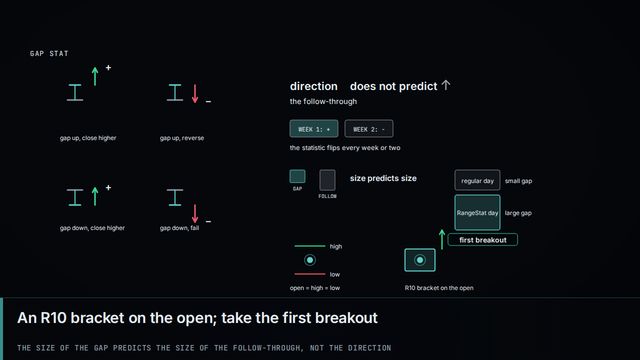 GAP STAT
+
–
gap up, close higher
gap up, reverse
+
–
gap down, close higher
gap down, fail
direction does not predict ↑
the follow-through
WEEK 1: +
WEEK 2: -
the statistic flips every week or two
GAP
FOLLOW
size predicts size
regular day
small gap
RangeStat day
large gap
first breakout
high
low
open = high = low
R10 bracket on the open
An R10 bracket on the open; take the first breakout
THE SIZE OF THE GAP PREDICTS THE SIZE OF THE FOLLOW-THROUGH, NOT THE DIRECTION